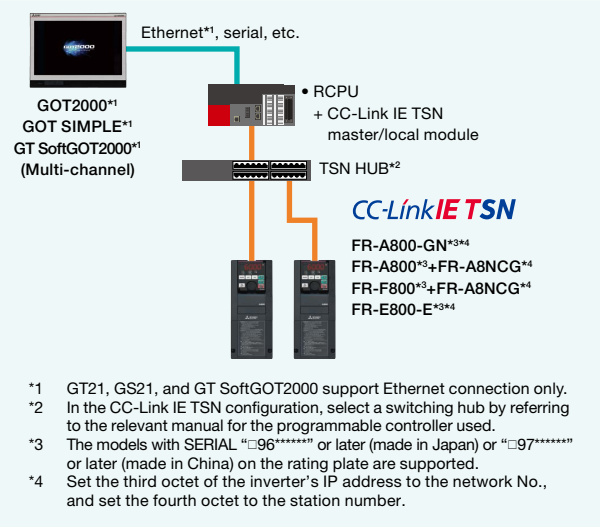 Ethernet*1, serial, etc.
GOT2000
GOT2000*1
GOT SIMPLE*1
GT SoftGOT2000*1
(Multi-channel)
• RCPU
+ CC-Link IE TSN
master/local module
TSN HUB*2
CC-Link IE TSN
FR-A800-GN*3*4
FR-A800*3+FR-A8NCG*4
FR-F800*3+FR-A8NCG*4
FR-E800-E*3*4
*1 GT21, GS21, and GT SoftGOT2000 support Ethernet connection only.
*2 In the CC-Link IE TSN configuration, select a switching hub by referring
to the relevant manual for the programmable controller used.
*3 The models with SERIAL “□96******” or later (made in Japan) or “□97******”
or later (made in China) on the rating plate are supported.
*4 Set the third octet of the inverter’s IP address to the network No.,
and set the fourth octet to the station number.